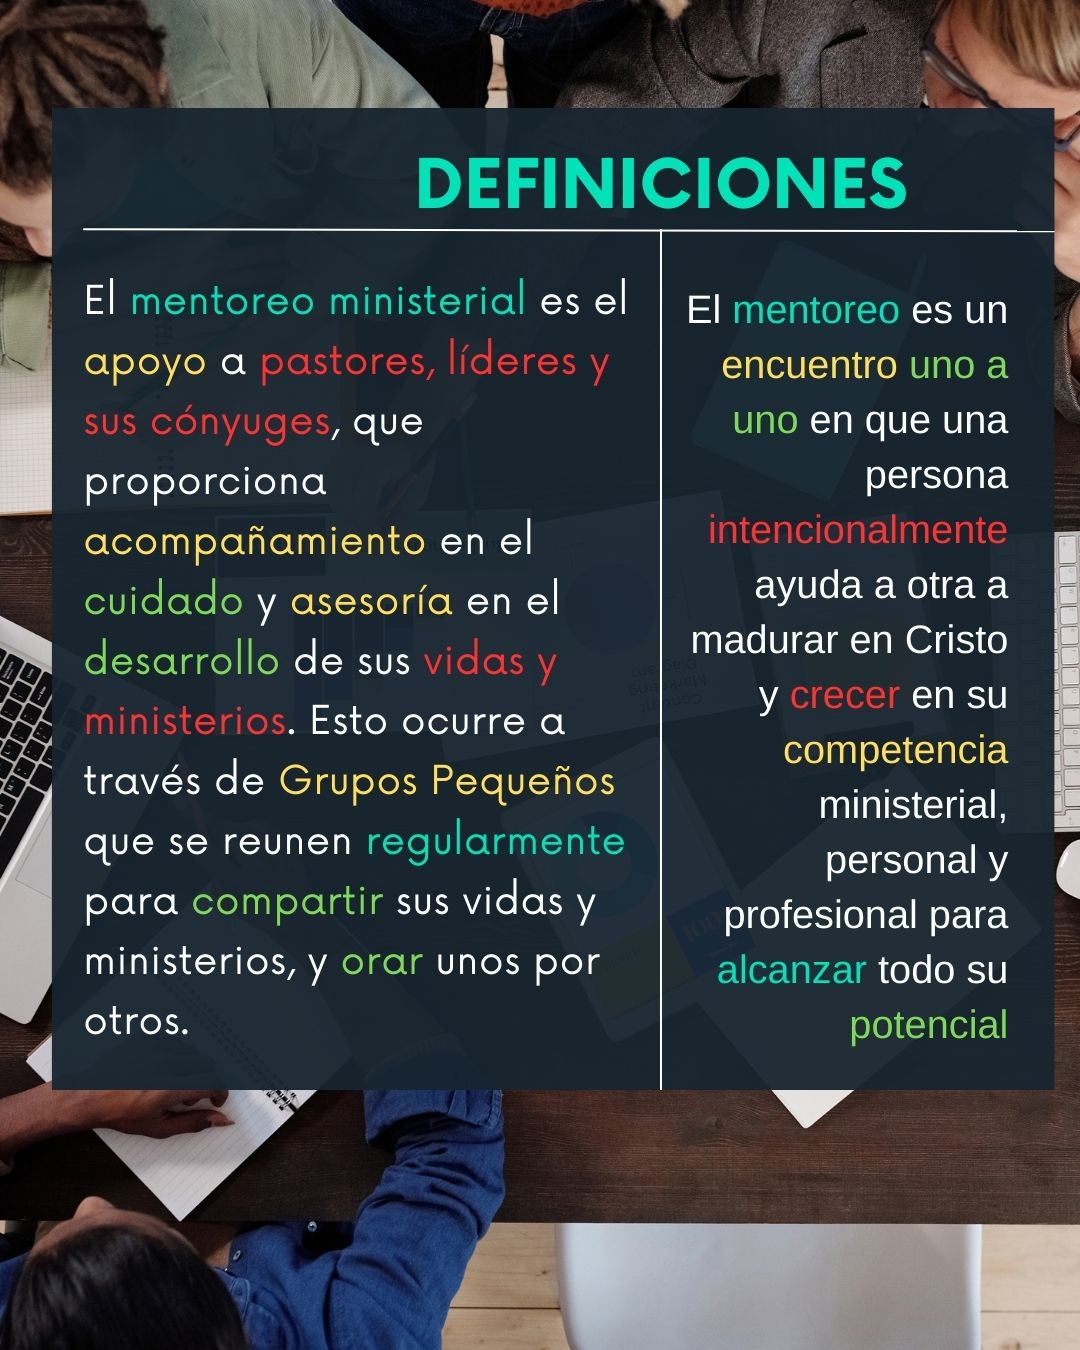 DEFINICIONES
El mentoreo ministerial es el
apoyo a pastores, líderes y
sus cónyuges, que
proporciona
acompañamiento en el
cuidado y asesoría en el
desarrollo de sus vidas y
ministerios. Esto ocurre a
través de Grupos Pequeños
que se reunen regularmente
para compartir sus vidas y
ministerios, y orar unos por
otros.
El mentoreo es un
encuentro uno a
uno en que una
persona
intencionalmente
ayuda a otra a
madurar en Cristo
y crecer en su
competencia
ministerial,
personal y
profesional para
alcanzar todo su
potencial
Content
Marketing
Diagram